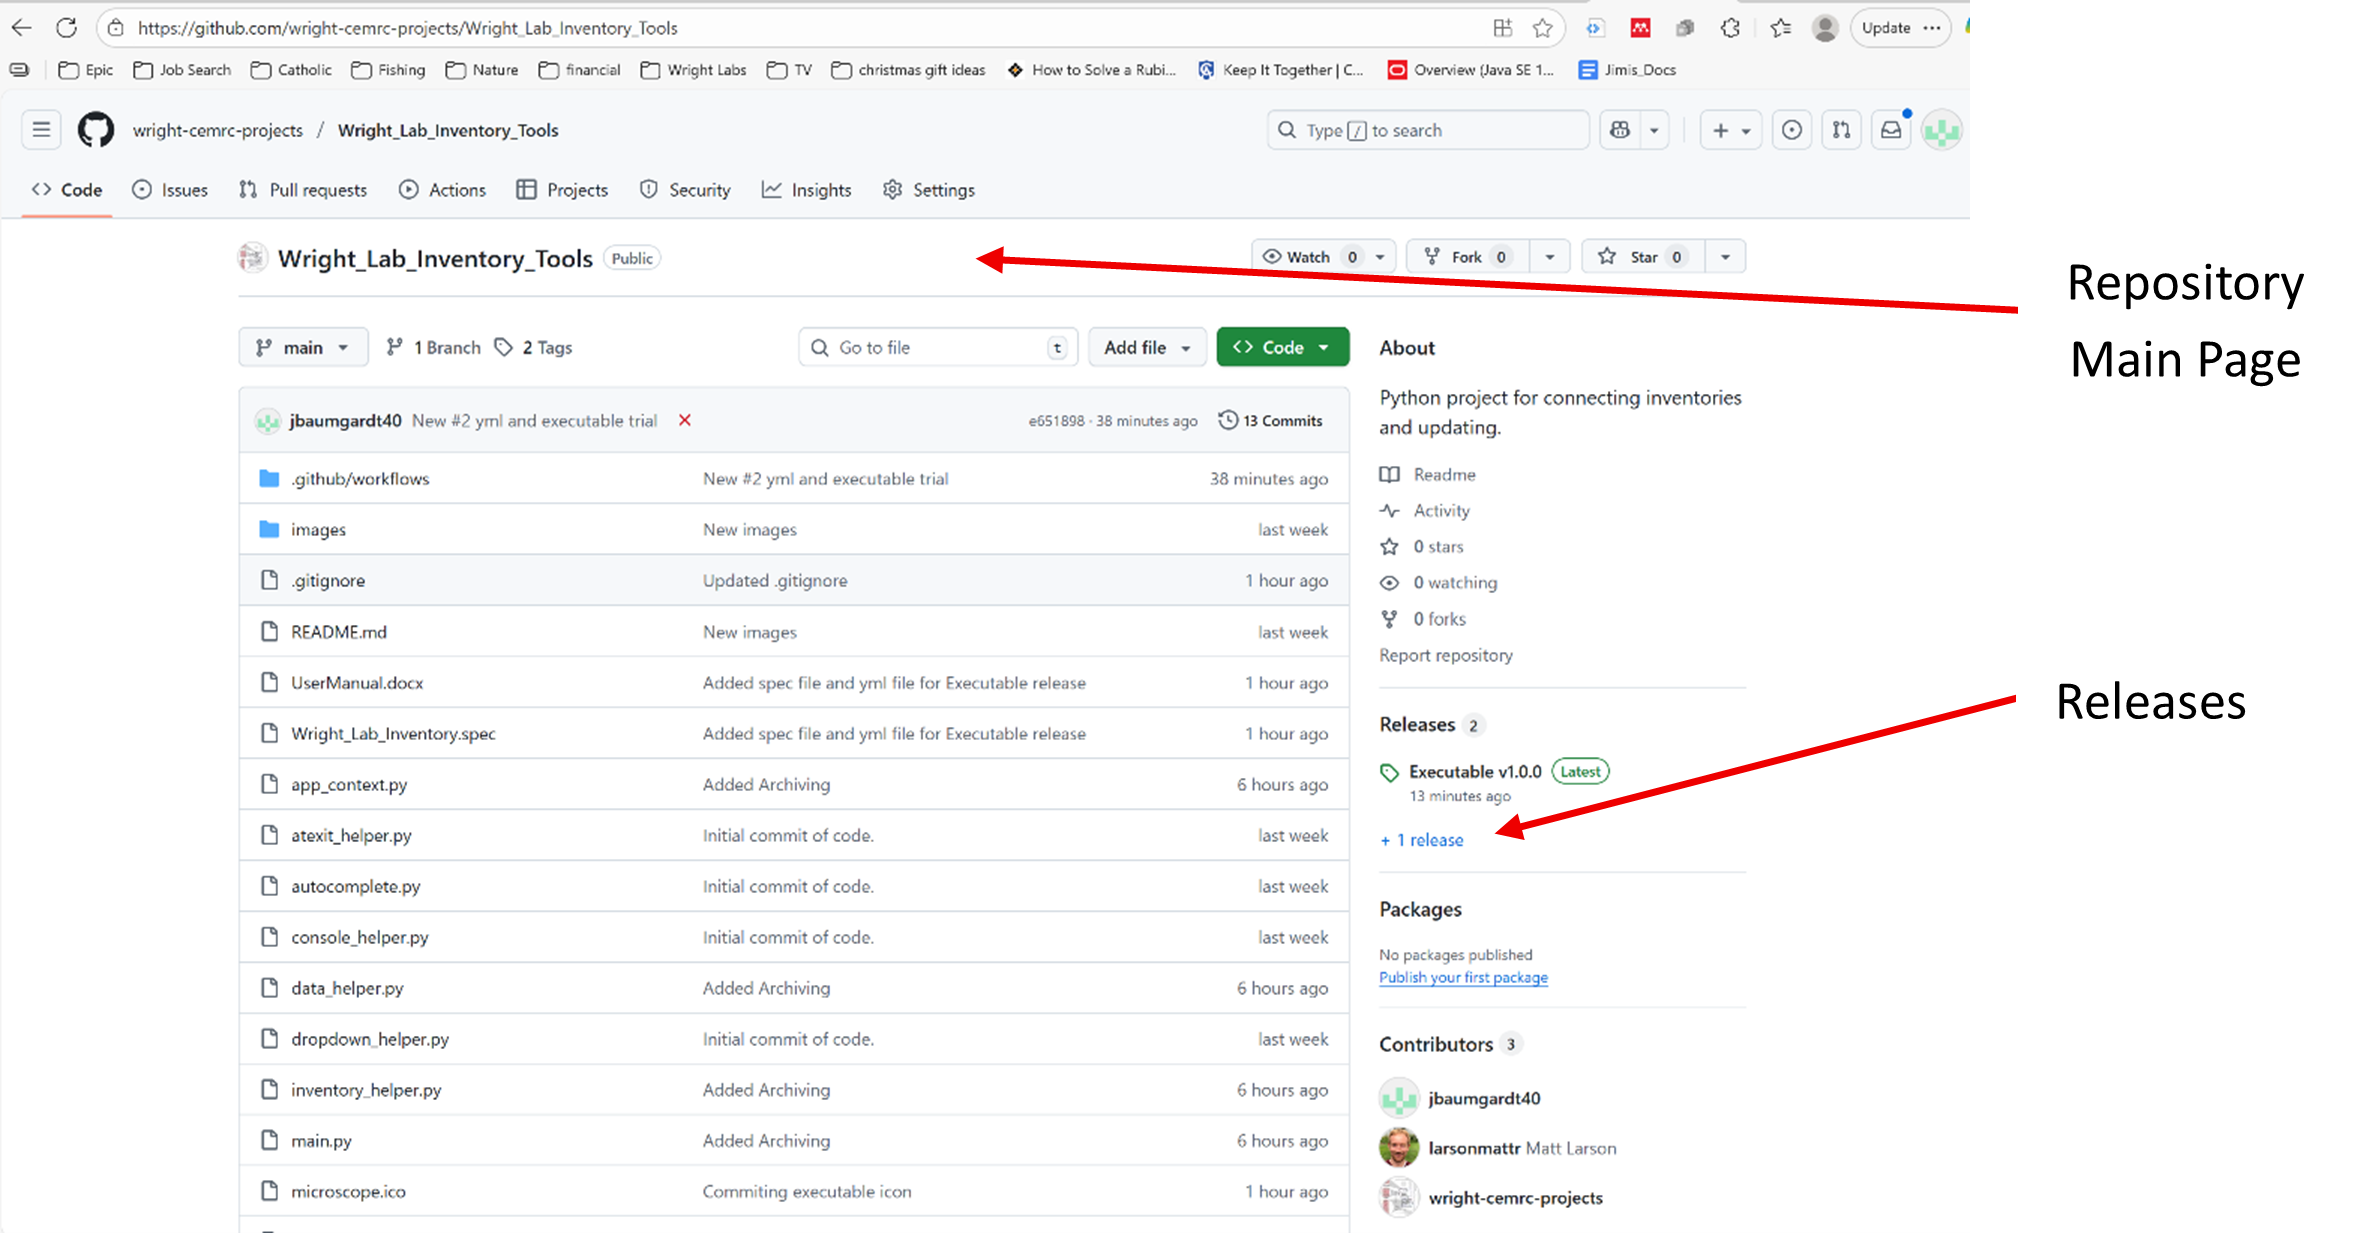 https://github.com/wright-cemrc-projects/Wright_Lab_Inventory_Tools
Update
Epic Job Search Catholic Fishing Nature financial Wright Labs TV christmas gift ideas How to Solve a Rubi... Keep It Together | C... Overview (Java SE 1... Jimis_Docs
wright-cemrc-projects / Wright_Lab_Inventory_Tools
Type / to search
Code Issues Pull requests Actions Projects Security Insights Settings
Wright_Lab_Inventory_Tools Public
Watch 0 Fork 0 Star 0
Repository
Main Page
main 1 Branch 2 Tags Go to file t Add file Code
jbaumgardt40 New #2 yml and executable trial e651898 · 38 minutes ago 13 Commits
.github/workflows New #2 yml and executable trial 38 minutes ago
images New images last week
.gitignore Updated .gitignore 1 hour ago
README.md New images last week
UserManual.docx Added spec file and yml file for Executable release 1 hour ago
Wright_Lab_Inventory.spec Added spec file and yml file for Executable release 1 hour ago
app_context.py Added Archiving 6 hours ago
atexit_helper.py Initial commit of code. last week
autocomplete.py Initial commit of code. last week
console_helper.py Initial commit of code. last week
data_helper.py Added Archiving 6 hours ago
dropdown_helper.py Initial commit of code. last week
inventory_helper.py Added Archiving 6 hours ago
main.py Added Archiving 6 hours ago
microscope.ico Commiting executable icon 1 hour ago
About
Python project for connecting inventories
and updating.
Readme
Activity
0 stars
0 watching
0 forks
Report repository
Releases 2
Executable v1.0.0 Latest
13 minutes ago
+ 1 release
Releases
Packages
No packages published
Publish your first package
Contributors 3
jbaumgardt40
larsonmattr Matt Larson
wright-cemrc-projects